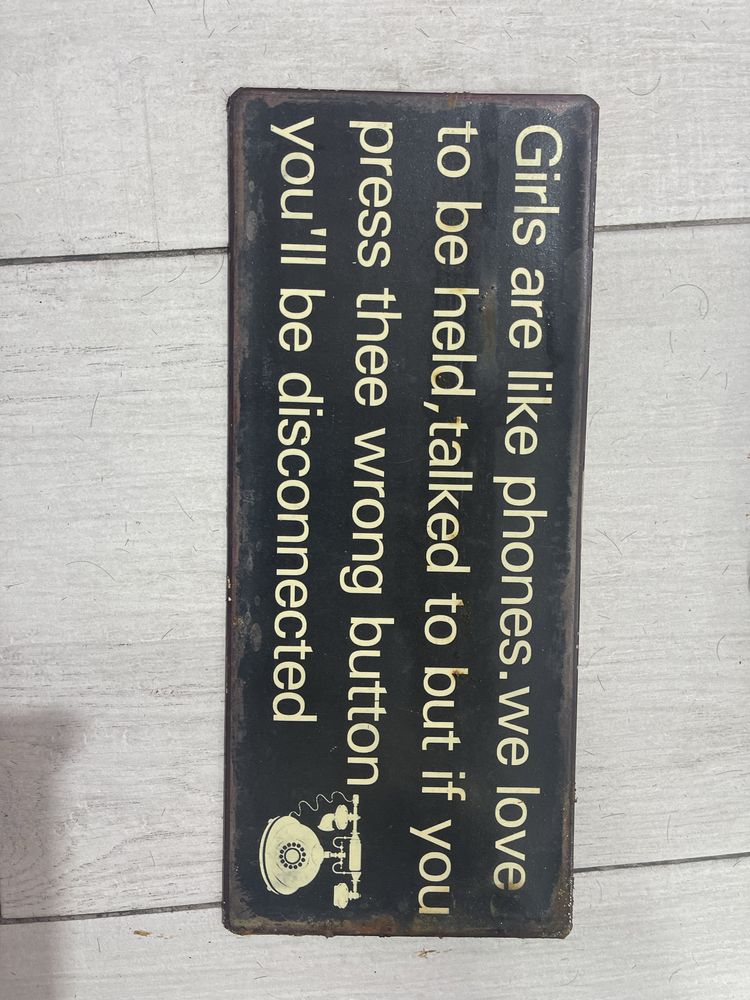 Girls are like phones.we love
to be held,talked to but if you
press thee wrong button
you'll be disconnected